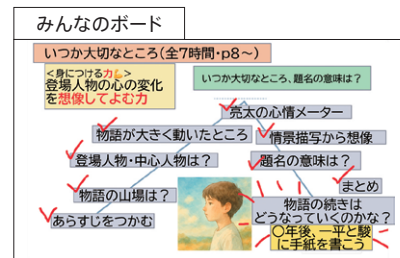 みんなのボード
いつか大切なところ（全7時間・p8～）
＜身につける力💪＞
登場人物の心の変化
を想像してよむ力
いつか大切なところ、題名の意味は？
亮太の心情メーター
物語が大きく動いたところ
情景描写から想像
登場人物・中心人物は？
題名の意味は？
まとめ
物語の山場は？
物語の続きは
どうなっていくのかな？
あらすじをつかむ
〇年後、一平と駿
に手紙を書こう